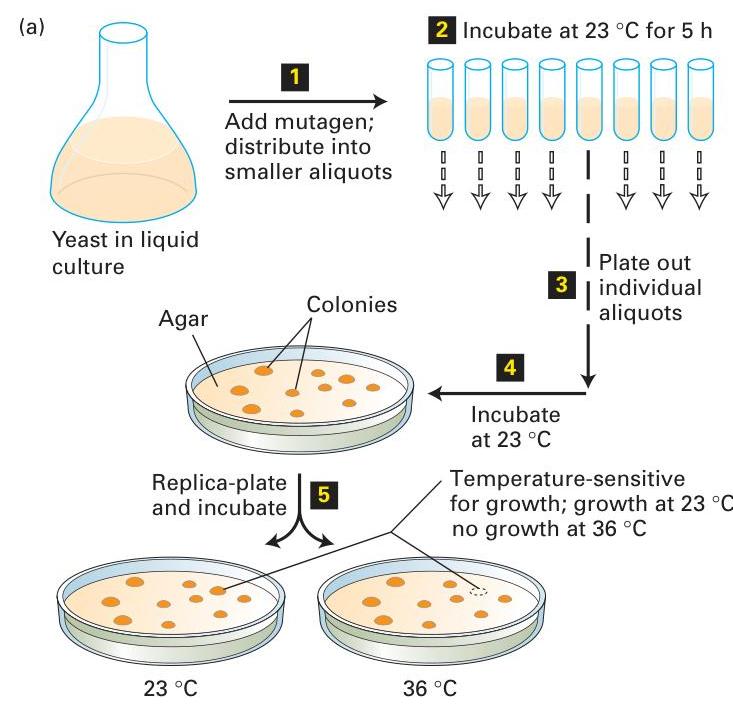 (a)
2 Incubate at 23 °C for 5 h
1
Add mutagen;
distribute into
smaller aliquots
Yeast in liquid
culture
3
Plate out
individual
aliquots
Agar
Colonies
4
Incubate
at 23 °C
Replica-plate
and incubate
5
Temperature-sensitive
for growth; growth at 23 °C
no growth at 36 °C
23 °C
36 °C